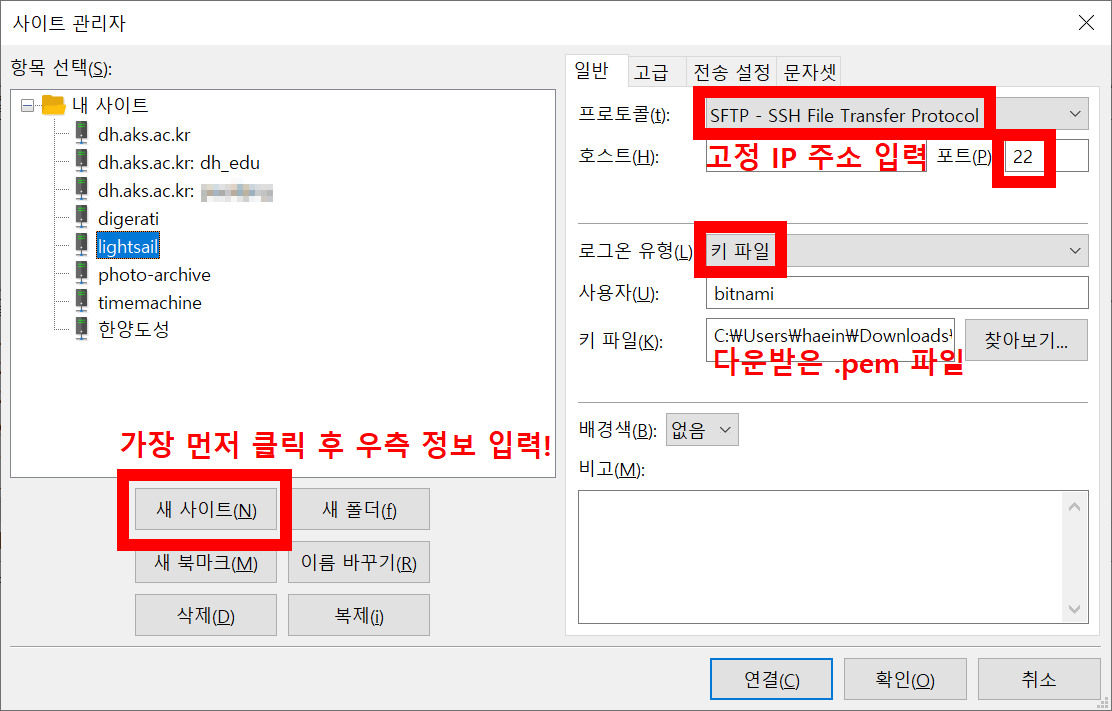 사이트 관리자
항목 선택(S):
내 사이트
dh.aks.ac.kr
dh.aks.ac.kr: dh_edu
dh.aks.ac.kr:
digerati
lightsail
photo-archive
timemachine
한양도성
가장 먼저 클릭 후 우측 정보 입력!
새 사이트(N) 새 폴더(f)
새 북마크(M) 이름 바꾸기(R)
삭제(D) 복제(i)
일반 고급 전송 설정 문자셋
프로토콜(t): SFTP - SSH File Transfer Protocol
호스트(H): 고정 IP 주소 입력 포트(P) 22
로그온 유형(L) 키 파일
사용자(U): bitnami
키 파일(K): C:₩Users₩haein₩Downloads₩ 찾아보기...
다운받은 .pem 파일
배경색(B): 없음
비고(M):
연결(C) 확인(O) 취소